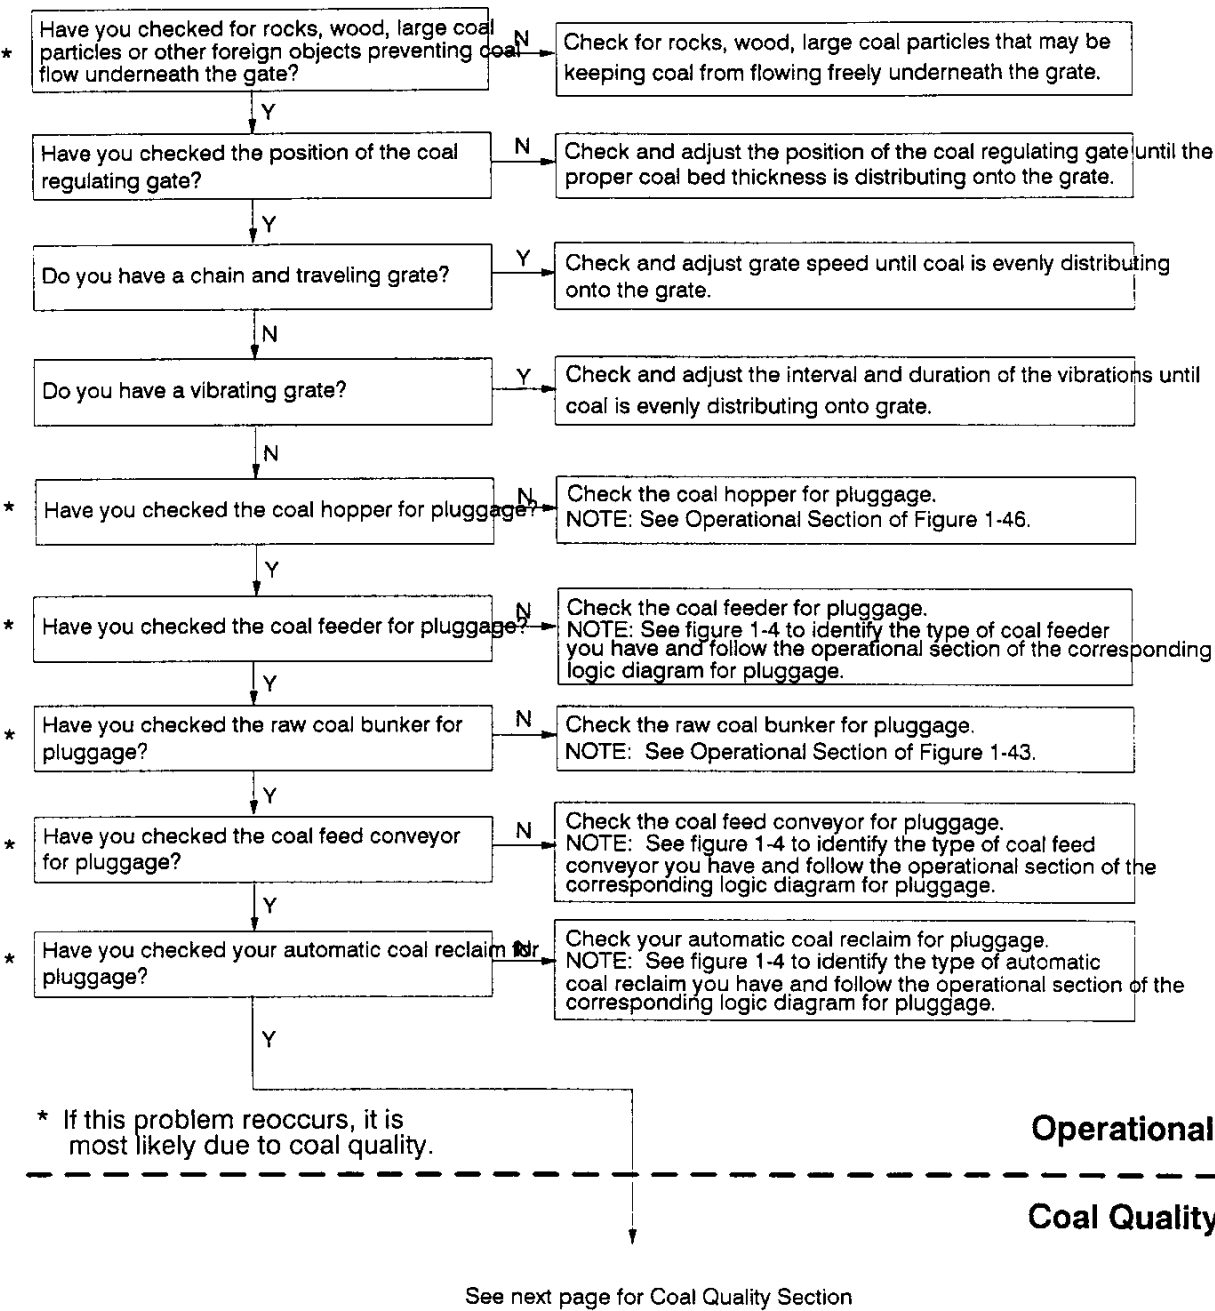 Have you checked for rocks, wood, large coal
particles or other foreign objects preventing coal
flow underneath the gate?
*
N
Check for rocks, wood, large coal particles that may be
keeping coal from flowing freely underneath the grate.
Y
Have you checked the position of the coal
regulating gate?
N
Check and adjust the position of the coal regulating gate until the
proper coal bed thickness is distributing onto the grate.
Y
Do you have a chain and traveling grate?
Y
Check and adjust grate speed until coal is evenly distributing
onto the grate.
N
Do you have a vibrating grate?
Y
Check and adjust the interval and duration of the vibrations until
coal is evenly distributing onto grate.
N
*
Have you checked the coal hopper for pluggage?
N
Check the coal hopper for pluggage.
NOTE: See Operational Section of Figure 1-46.
Y
*
Have you checked the coal feeder for pluggage?
N
Check the coal feeder for pluggage.
NOTE: See figure 1-4 to identify the type of coal feeder
you have and follow the operational section of the corresponding
logic diagram for pluggage.
Y
*
Have you checked the raw coal bunker for
pluggage?
N
Check the raw coal bunker for pluggage.
NOTE: See Operational Section of Figure 1-43.
Y
*
Have you checked the coal feed conveyor
for pluggage?
N
Check the coal feed conveyor for pluggage.
NOTE: See figure 1-4 to identify the type of coal feed
conveyor you have and follow the operational section of the
corresponding logic diagram for pluggage.
Y
*
Have you checked your automatic coal reclaim for
pluggage?
N
Check your automatic coal reclaim for pluggage.
NOTE: See figure 1-4 to identify the type of automatic
coal reclaim you have and follow the operational section of the
corresponding logic diagram for pluggage.
Y
* If this problem reoccurs, it is
most likely due to coal quality.
Operational
Coal Quality
See next page for Coal Quality Section